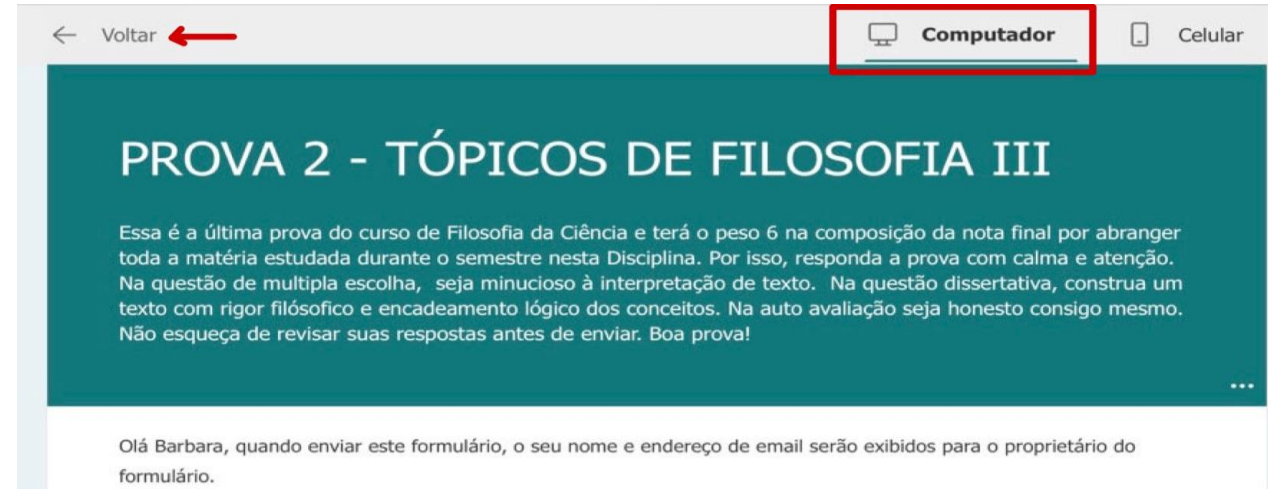 Voltar
Computador
Celular
PROVA 2 - TÓPICOS DE FILOSOFIA III
Essa é a última prova do curso de Filosofia da Ciência e terá o peso 6 na composição da nota final por abranger
toda a matéria estudada durante o semestre nesta Disciplina. Por isso, responda a prova com calma e atenção.
Na questão de multipla escolha,  seja minucioso à interpretação de texto.  Na questão dissertativa, construa um
texto com rigor filósofico e encadeamento lógico dos conceitos. Na auto avaliação seja honesto consigo mesmo.
Não esqueça de revisar suas respostas antes de enviar. Boa prova!
Olá Barbara, quando enviar este formulário, o seu nome e endereço de email serão exibidos para o proprietário do
formulário.